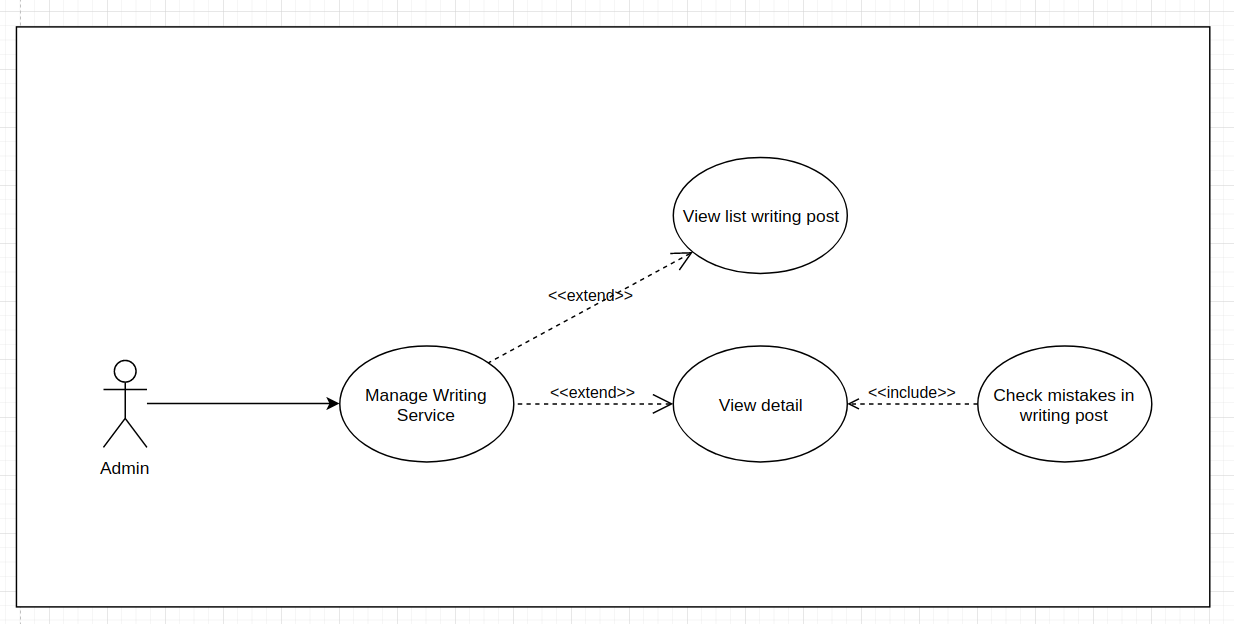 View list writing post
<<extend>>
Manage Writing
Service
<<extend>>
View detail
<<include>>
Check mistakes in
writing post
Admin